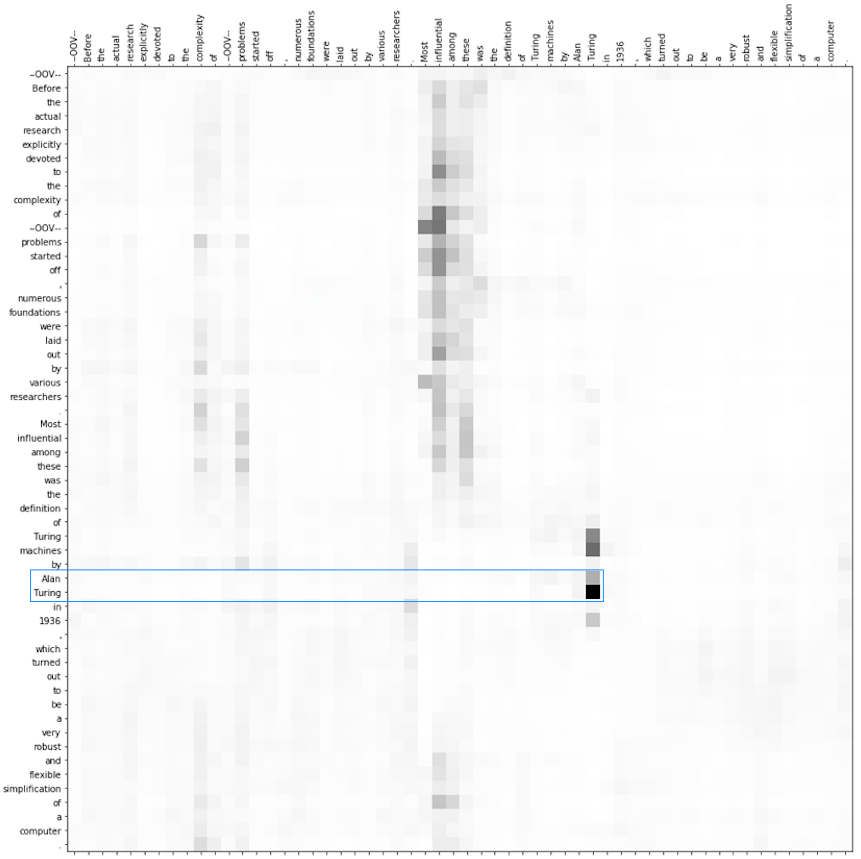 --OOV--
Before
the
actual
research
explicitly
devoted
to
the
complexity
of
--OOV--
problems
started
off
,
numerous
foundations
were
laid
out
by
various
researchers
.
Most
influential
among
these
was
the
definition
of
Turing
machines
by
Alan
Turing
in
1936
,
which
turned
out
to
be
a
very
robust
and
flexible
simplification
of
a
computer
.
--OOV--
Before
the
actual
research
explicitly
devoted
to
the
complexity
of
--OOV--
problems
started
off
,
numerous
foundations
were
laid
out
by
various
researchers
.
Most
influential
among
these
was
the
definition
of
Turing
machines
by
Alan
Turing
in
1936
,
which
turned
out
to
be
a
very
robust
and
flexible
simplification
of
a
computer
.